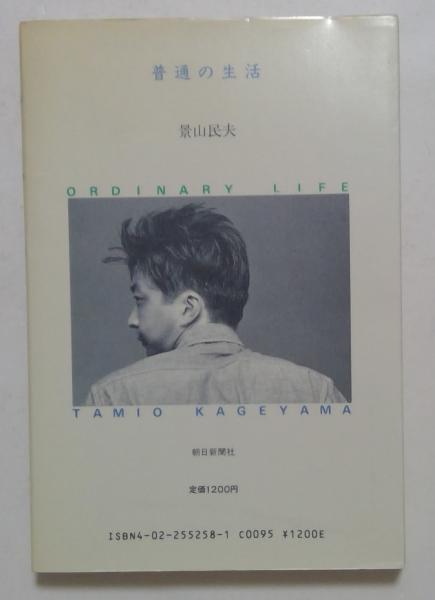 普通の生活
景山民夫
ORDINARY LIFE
TAMIO KAGEYAMA
朝日新聞社
定価1200円
ISBN4-02-255258-1 C0095 ¥1200E